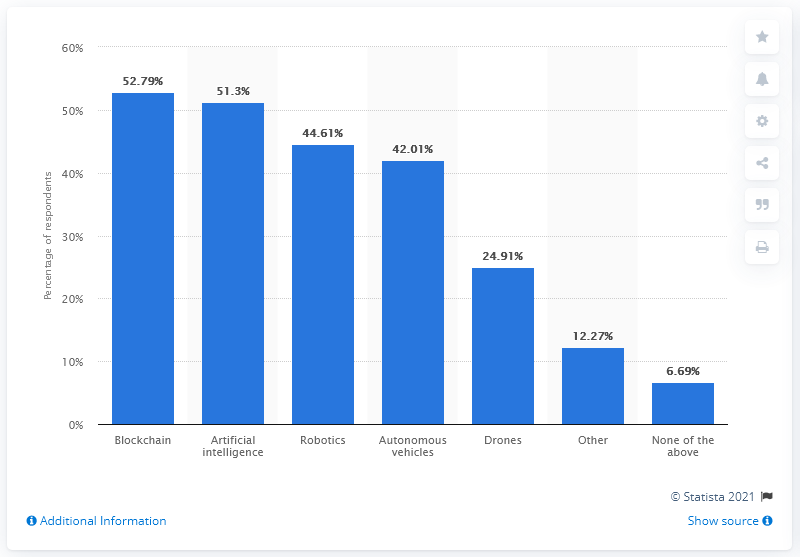 60%
50%
40%
30%
20%
10%
0%
Percentage of respondents
52.79%
51.3%
44.61%
42.01%
24.91%
12.27%
6.69%
Blockchain
Artificial
intelligence
Robotics
Autonomous
vehicles
Drones
Other
None of the
above
© Statista 2021
Additional Information
Show source